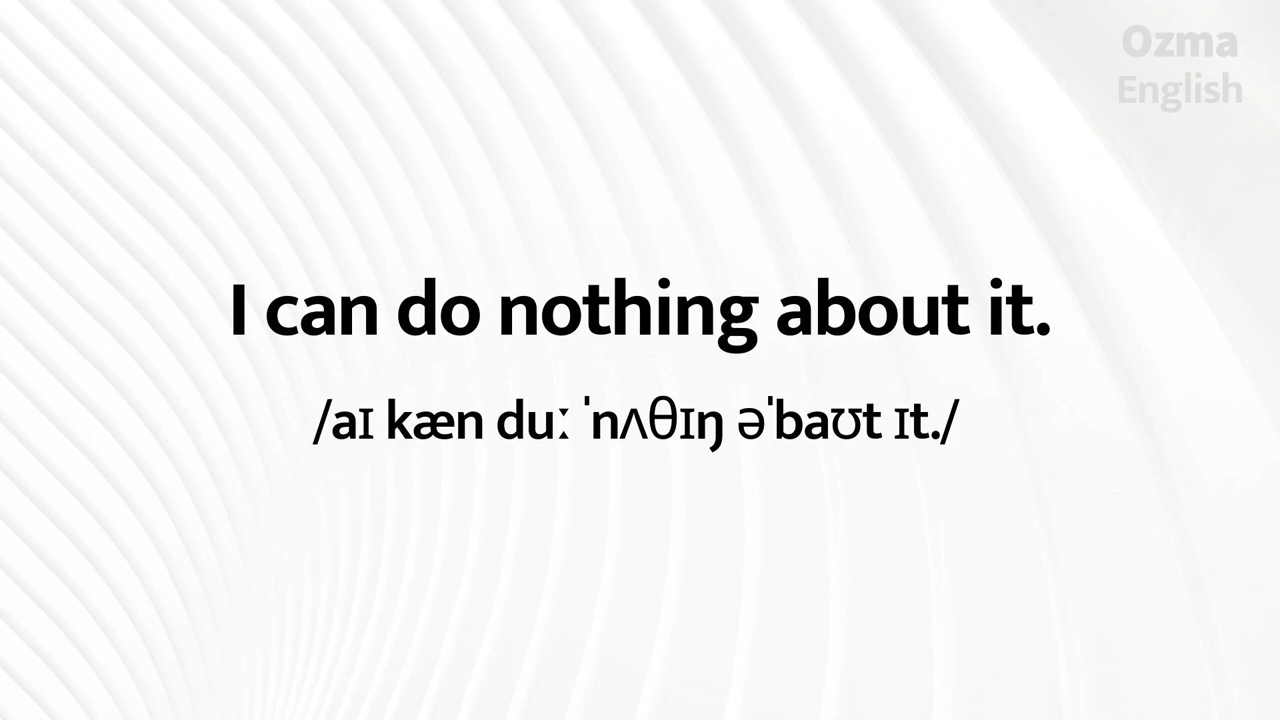 Ozma
English
I can do nothing about it.
/aɪ kæn duː ˈnʌθɪŋ əˈbaʊt ɪt./